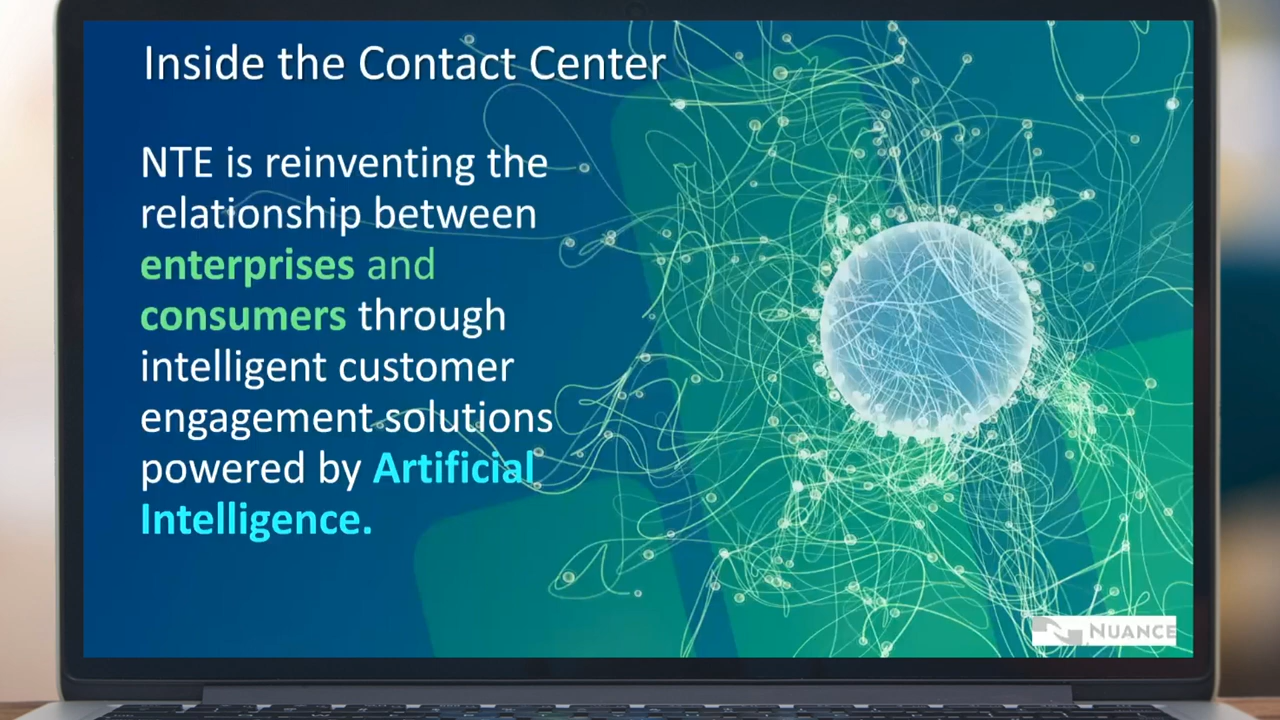 Inside the Contact Center
NTE is reinventing the
relationship between
enterprises and
consumers through
intelligent customer
engagement solutions
powered by Artificial
Intelligence.
NUANCE